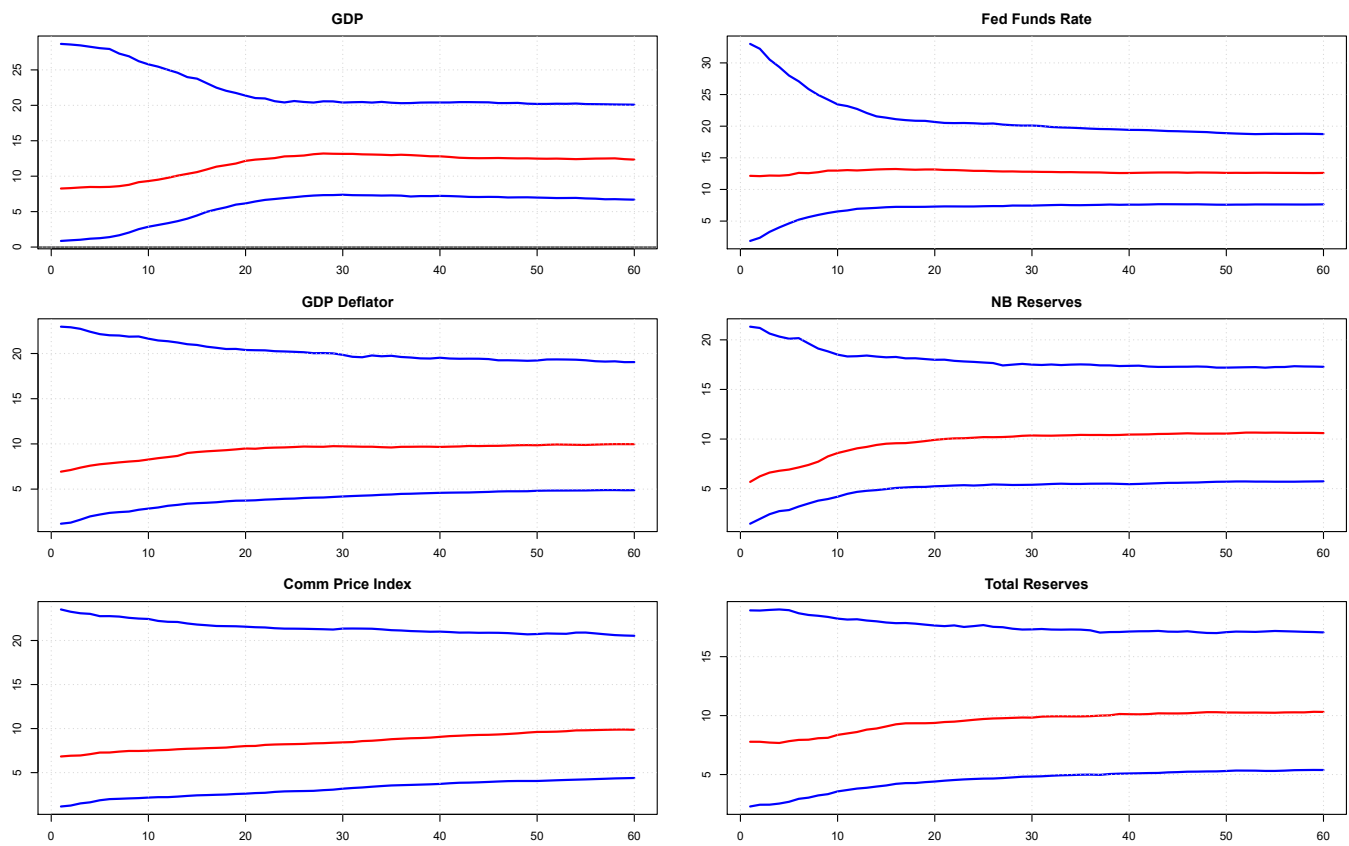 GDP
0 5 10 15 20 25
0 10 20 30 40 50 60
Fed Funds Rate
5 10 15 20 25 30
0 10 20 30 40 50 60
GDP Deflator
5 10 15 20
0 10 20 30 40 50 60
NB Reserves
5 10 15 20
0 10 20 30 40 50 60
Comm Price Index
5 10 15 20
0 10 20 30 40 50 60
Total Reserves
5 10 15
0 10 20 30 40 50 60